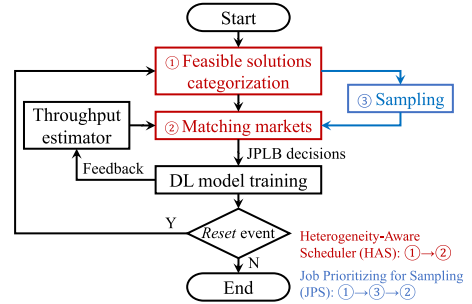 Start
① Feasible solutions
categorization
③ Sampling
Throughput
estimator
② Matching markets
JPLB decisions
Feedback
DL model training
Y
Reset event
N
End
Heterogeneity-Aware
Scheduler (HAS): ①→②
Job Prioritizing for Sampling
(JPS): ①→③→②